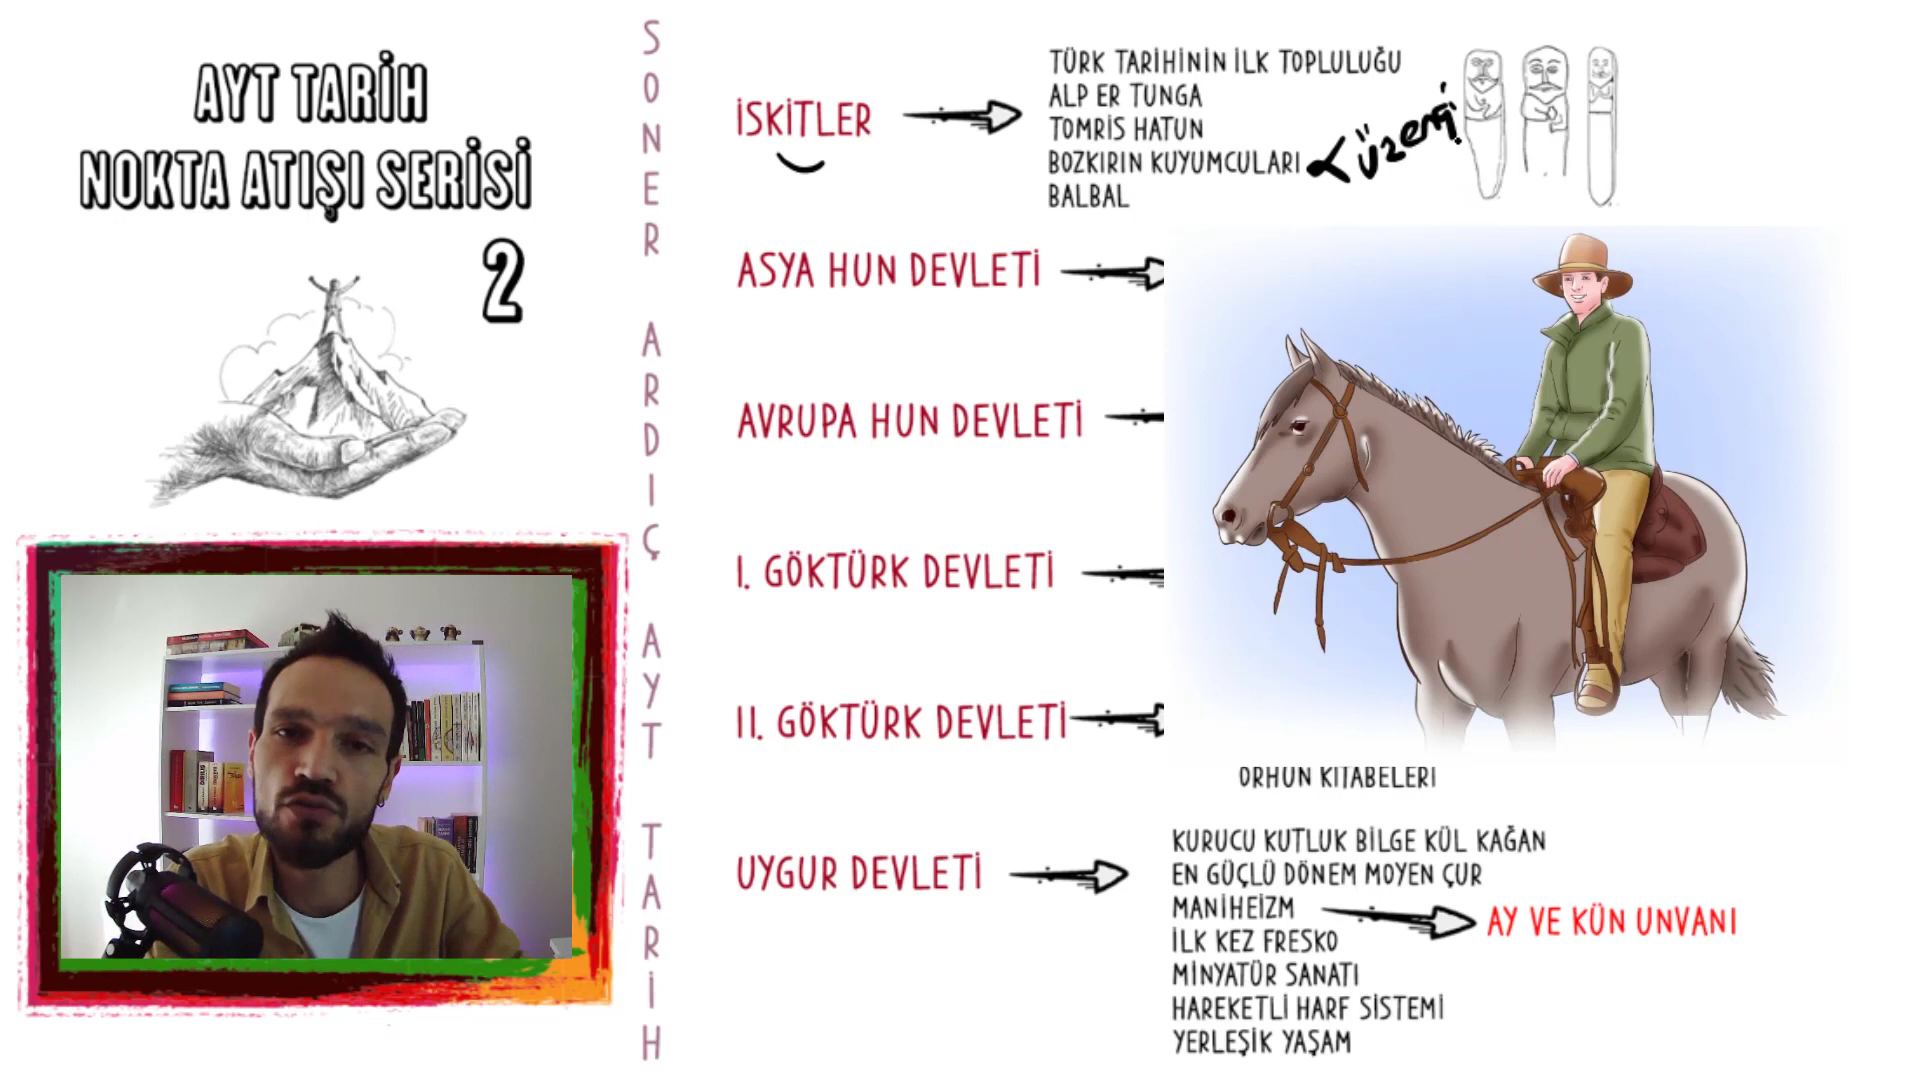 AYT TARİH
NOKTA ATIŞI SERİSİ
2
SONER ARDIÇ AYT TARİH
İSKİTLER
TÜRK TARİHİNİN İLK TOPLULUĞU
ALP ER TUNGA
TOMRİS HATUN
BOZKIRIN KUYUMCULARI
üzengi
BALBAL
ASYA HUN DEVLETİ
AVRUPA HUN DEVLETİ
I. GÖKTÜRK DEVLETİ
II. GÖKTÜRK DEVLETİ
ORHUN KİTABELERİ
UYGUR DEVLETİ
KURUCU KUTLUK BİLGE KÜL KAĞAN
EN GÜÇLÜ DÖNEM MOYEN ÇUR
MANİHEİZM
AY VE KÜN UNVANI
İLK KEZ FRESKO
MİNYATÜR SANATI
HAREKETLİ HARF SİSTEMİ
YERLEŞİK YAŞAM